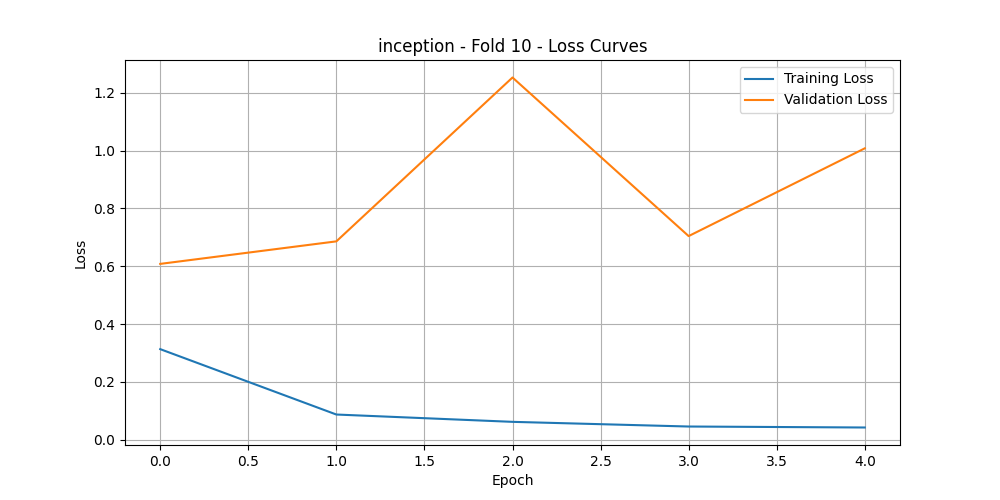 inception - Fold 10 - Loss Curves
Training Loss
Validation Loss
1.2
1.0
0.8
0.6
0.4
0.2
0.0
Loss
0.0 0.5 1.0 1.5 2.0 2.5 3.0 3.5 4.0
Epoch